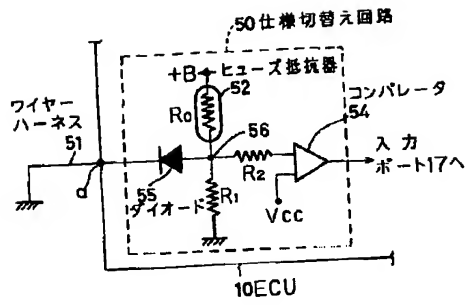 50仕様切替え回路
+B
ヒューズ抵抗器
52
R0
コンパレータ
54
ワイヤーハーネス
51
56
入力ポート17へ
a
55
ダイオード
R1
R2
Vcc
10ECU